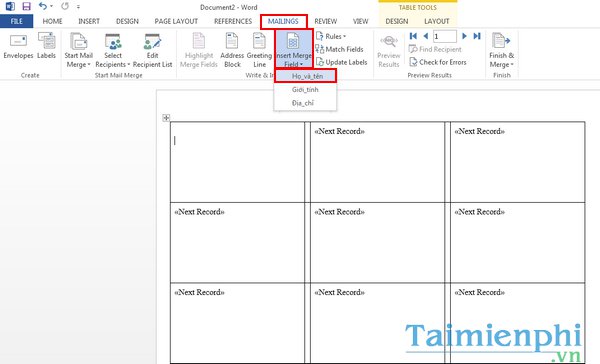 Document2 - Word
TABLE TOOLS
FILE HOME INSERT DESIGN PAGE LAYOUT REFERENCES MAILINGS REVIEW VIEW DESIGN LAYOUT
Envelopes Labels
Create
Start Mail Merge
Select Recipients
Edit Recipient List
Start Mail Merge
Highlight Merge Fields
Address Block
Greeting Line
Insert Merge Field
Rules
Match Fields
Update Labels
Write & In
Preview Results
1
Find Recipient
Check for Errors
Preview Results
Finish & Merge
Finish
Họ_và_tên
Giới_tính
Địa_chỉ
«Next Record» «Next Record»
«Next Record» «Next Record» «Next Record»
«Next Record» «Next Record» «Next Record»
Taimienphi
.vn